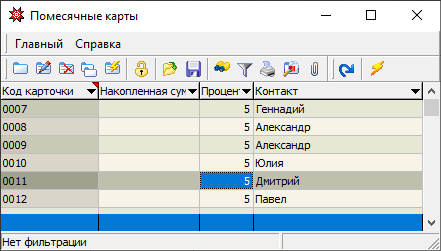 Помесячные карты
Главный Справка
Код карточки Накопленная сум Процент Контакт
0007 5 Геннадий
0008 5 Александр
0009 5 Александр
0010 5 Юлия
0011 5 Дмитрий
0012 5 Павел
Нет фильтрации